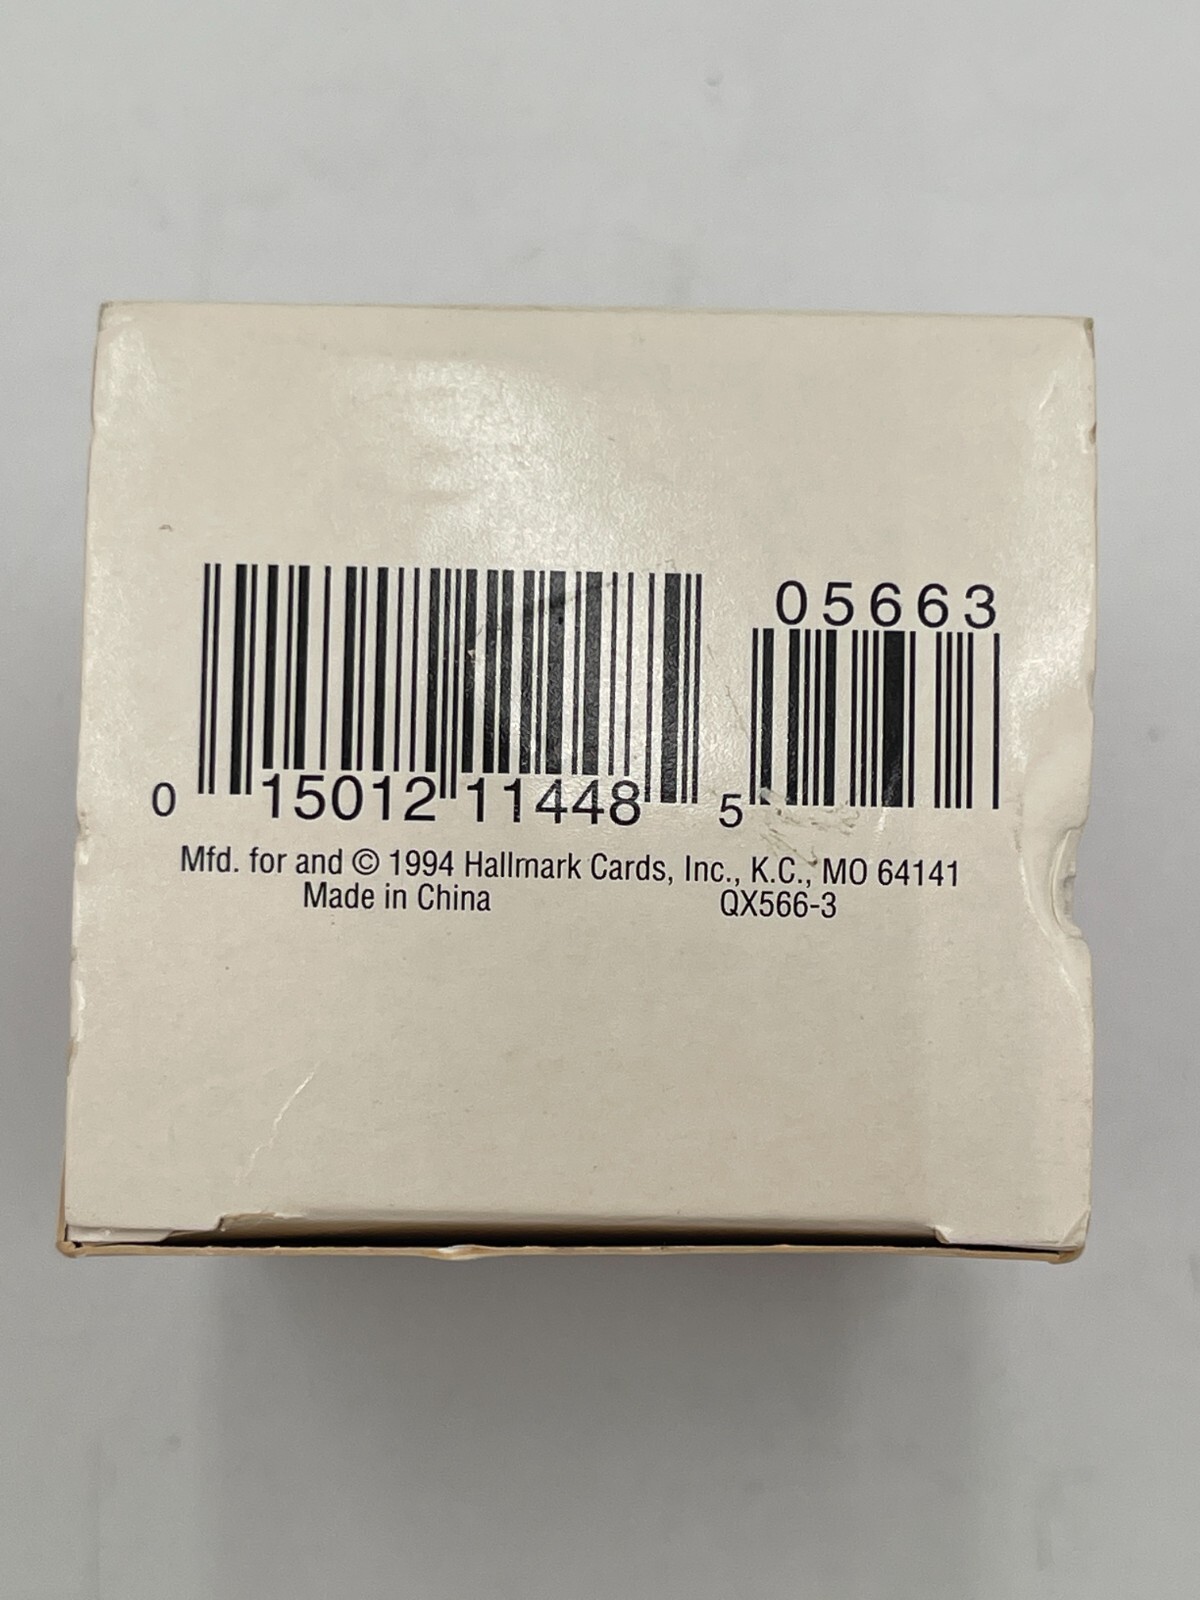 05663
0 15012 11448 5
Mfd. for and © 1994 Hallmark Cards, Inc., K.C., MO 64141
Made in China QX566-3